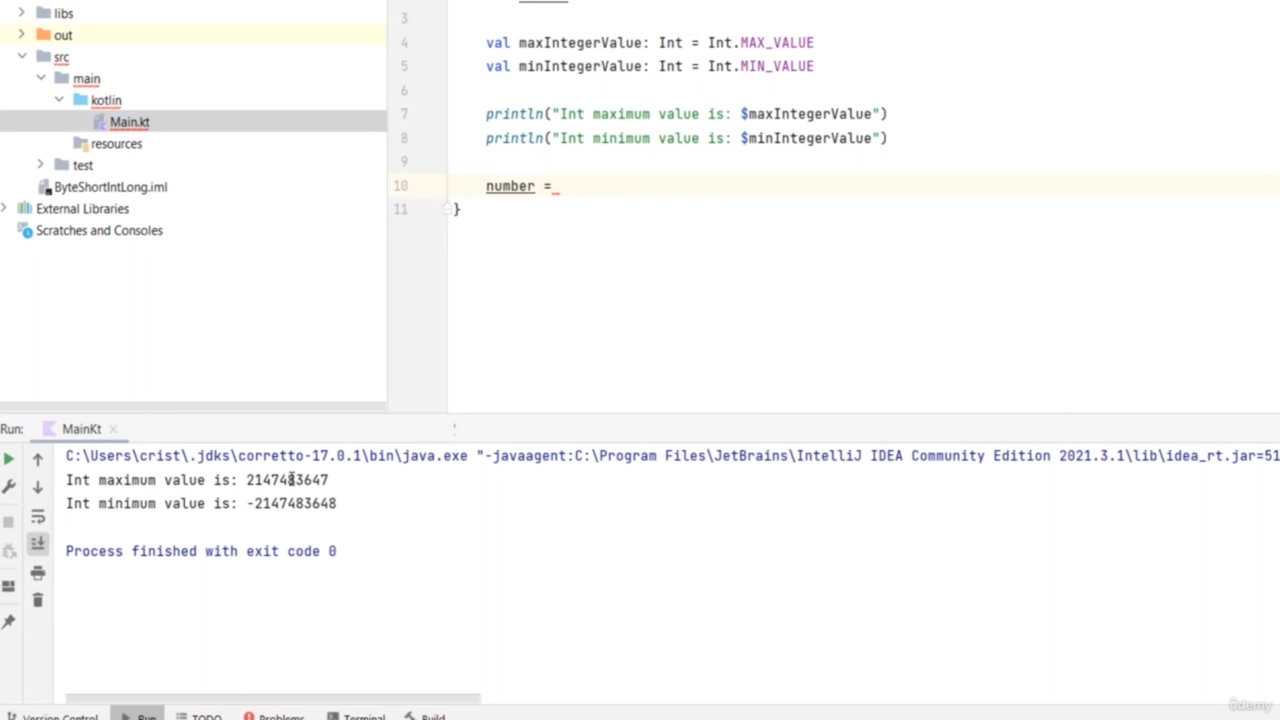 libs
out
src
main
kotlin
Main.kt
resources
test
ByteShortIntLong.iml
External Libraries
Scratches and Consoles
3
4 val maxIntegerValue: Int = Int.MAX_VALUE
5 val minIntegerValue: Int = Int.MIN_VALUE
6
7 println("Int maximum value is: $maxIntegerValue")
8 println("Int minimum value is: $minIntegerValue")
9
10 number =
11 }
Run: MainKt
C:\Users\crist\.jdks\corretto-17.0.1\bin\java.exe "-javaagent:C:\Program Files\JetBrains\IntelliJ IDEA Community Edition 2021.3.1\lib\idea_rt.jar=51
Int maximum value is: 2147483647
Int minimum value is: -2147483648
Process finished with exit code 0
Version Control Run TODO Problems Terminal Build
ûdemy